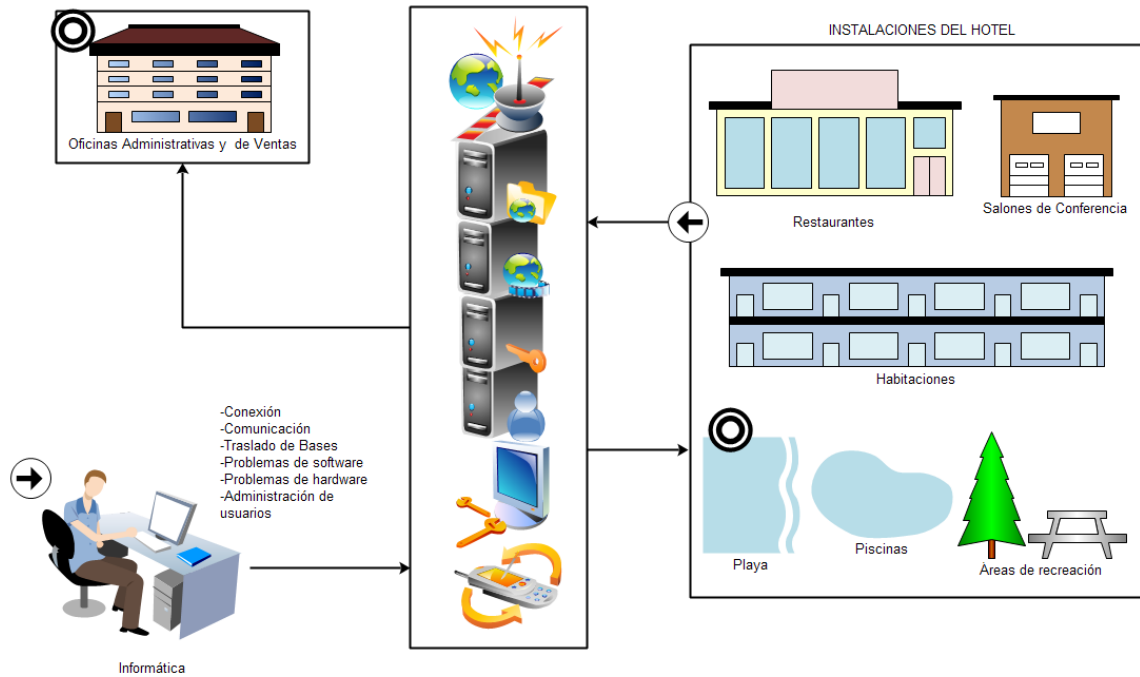 INSTALACIONES DEL HOTEL
Oficinas Administrativas y de Ventas
Restaurantes
Salones de Conferencia
Habitaciones
-Conexión
-Comunicación
-Traslado de Bases
-Problemas de software
-Problemas de hardware
-Administración de
usuarios
Playa
Piscinas
Àreas de recreación
Informática